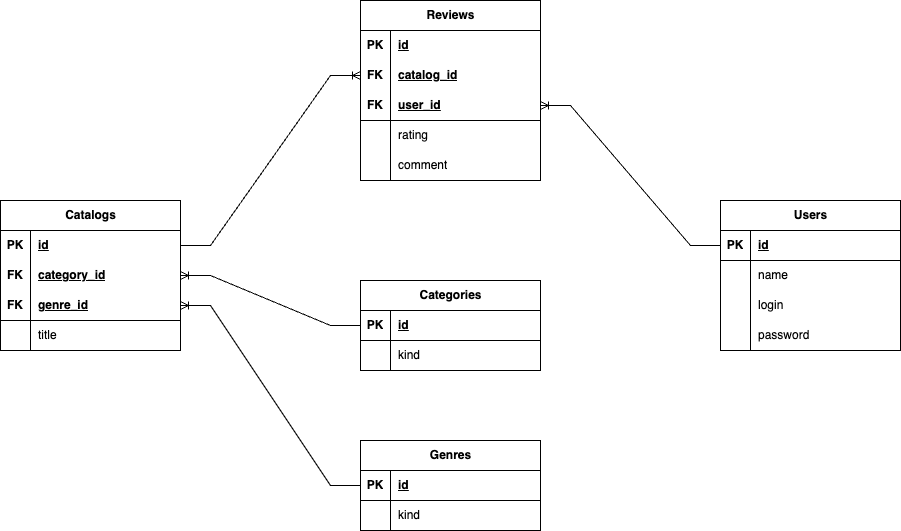 Reviews
PK id
FK catalog_id
FK user_id
rating
comment
Catalogs
PK id
FK category_id
FK genre_id
title
Users
PK id
name
login
password
Categories
PK id
kind
Genres
PK id
kind